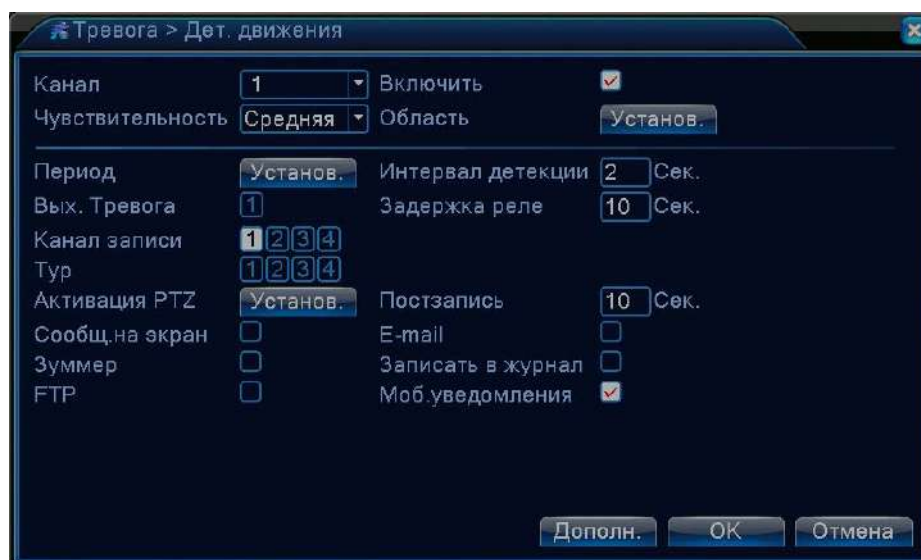 Тревога > Дет. движения
Канал 1 Включить
Чувствительность Средняя Область Установ.
Период Установ. Интервал детекции 2 Сек.
Вых. Тревога 1 Задержка реле 10 Сек.
Канал записи 1 2 3 4
Тур 1 2 3 4
Активация PTZ Установ. Постзапись 10 Сек.
Сообщ.на экран E-mail
Зуммер Записать в журнал
FTP Моб.уведомления
Дополн. OK Отмена